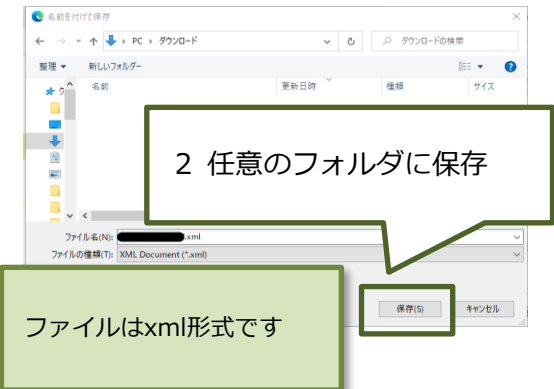 名前を付けて保存
PC › ダウンロード
ダウンロードの検索
整理 新しいフォルダー
名前 更新日時 種類 サイズ
2 任意のフォルダに保存
ファイル名(N): .xml
ファイルの種類(T): XML Document (*.xml)
ファイルはxml形式です
保存(S) キャンセル